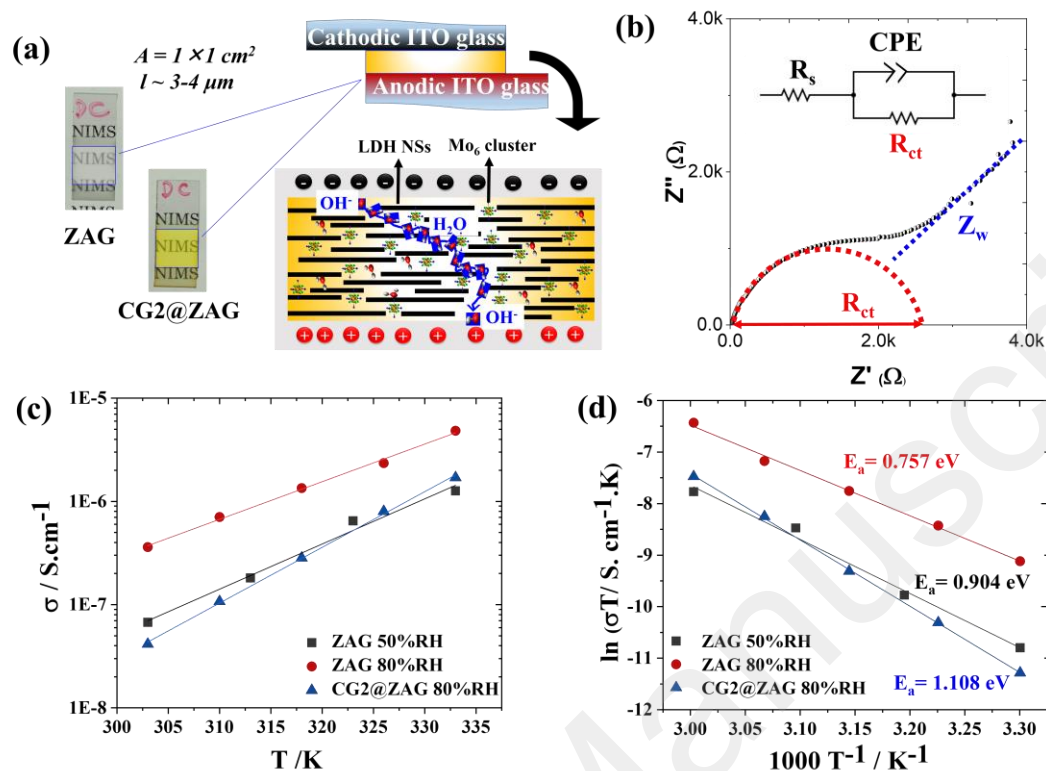 (a)
A = 1 × 1 cm²
l ~ 3-4 μm
Cathodic ITO glass
Anodic ITO glass
DC
NIMS
NIMS
NIMS
ZAG
DC
NIMS
NIMS
NIMS
CG2@ZAG
LDH NSs
Mo₆ cluster
OH⁻
H₂O
OH⁻
(b)
4.0k
2.0k
0.0
Z'' (Ω)
CPE
Rₛ
R_ct
Z_w
R_ct
0.0
2.0k
4.0k
Z' (Ω)
(c)
1E-5
1E-6
1E-7
1E-8
σ / S.cm⁻¹
ZAG 50%RH
ZAG 80%RH
CG2@ZAG 80%RH
300 305 310 315 320 325 330 335
T /K
(d)
-6
-7
-8
-9
-10
-11
-12
ln (σT/ S. cm⁻¹.K)
Eₐ= 0.757 eV
Eₐ= 0.904 eV
Eₐ= 1.108 eV
ZAG 50%RH
ZAG 80%RH
CG2@ZAG 80%RH
3.00 3.05 3.10 3.15 3.20 3.25 3.30
1000 T⁻¹ / K⁻¹